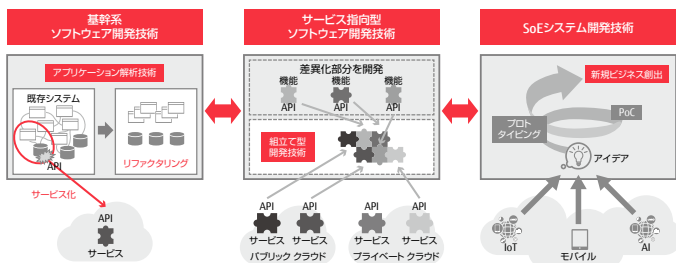 基幹系
ソフトウェア開発技術
アプリケーション解析技術
既存システム
API
リファクタリング
サービス化
API
サービス
サービス指向型
ソフトウェア開発技術
差異化部分を開発
機能 機能 機能
API API API
組立て型
開発技術
API API API API
サービス サービス サービス サービス
パブリック クラウド プライベート クラウド
SoEシステム開発技術
新規ビジネス創出
PoC
プロト
タイピング
アイデア
IoT
モバイル
AI